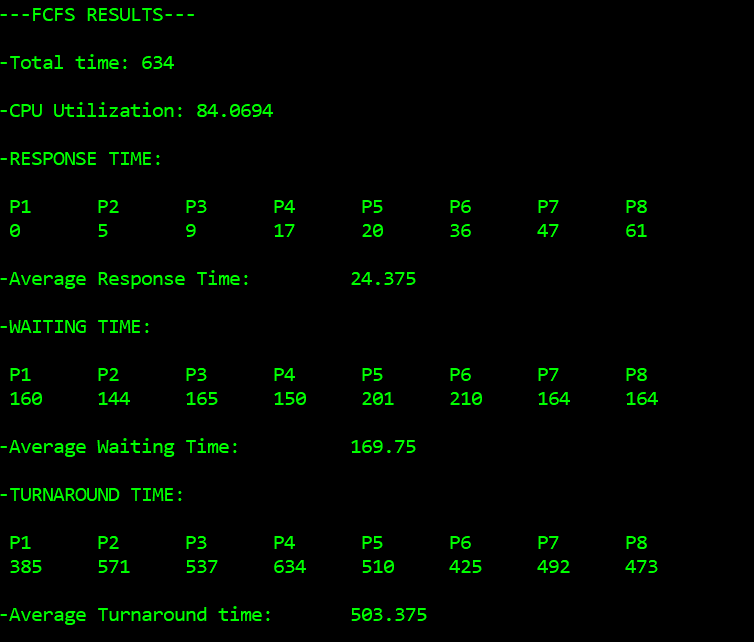 ---FCFS RESULTS---
-Total time: 634
-CPU Utilization: 84.0694
-RESPONSE TIME:
P1 P2 P3 P4 P5 P6 P7 P8
0 5 9 17 20 36 47 61
-Average Response Time: 24.375
-WAITING TIME:
P1 P2 P3 P4 P5 P6 P7 P8
160 144 165 150 201 210 164 164
-Average Waiting Time: 169.75
-TURNAROUND TIME:
P1 P2 P3 P4 P5 P6 P7 P8
385 571 537 634 510 425 492 473
-Average Turnaround time: 503.375